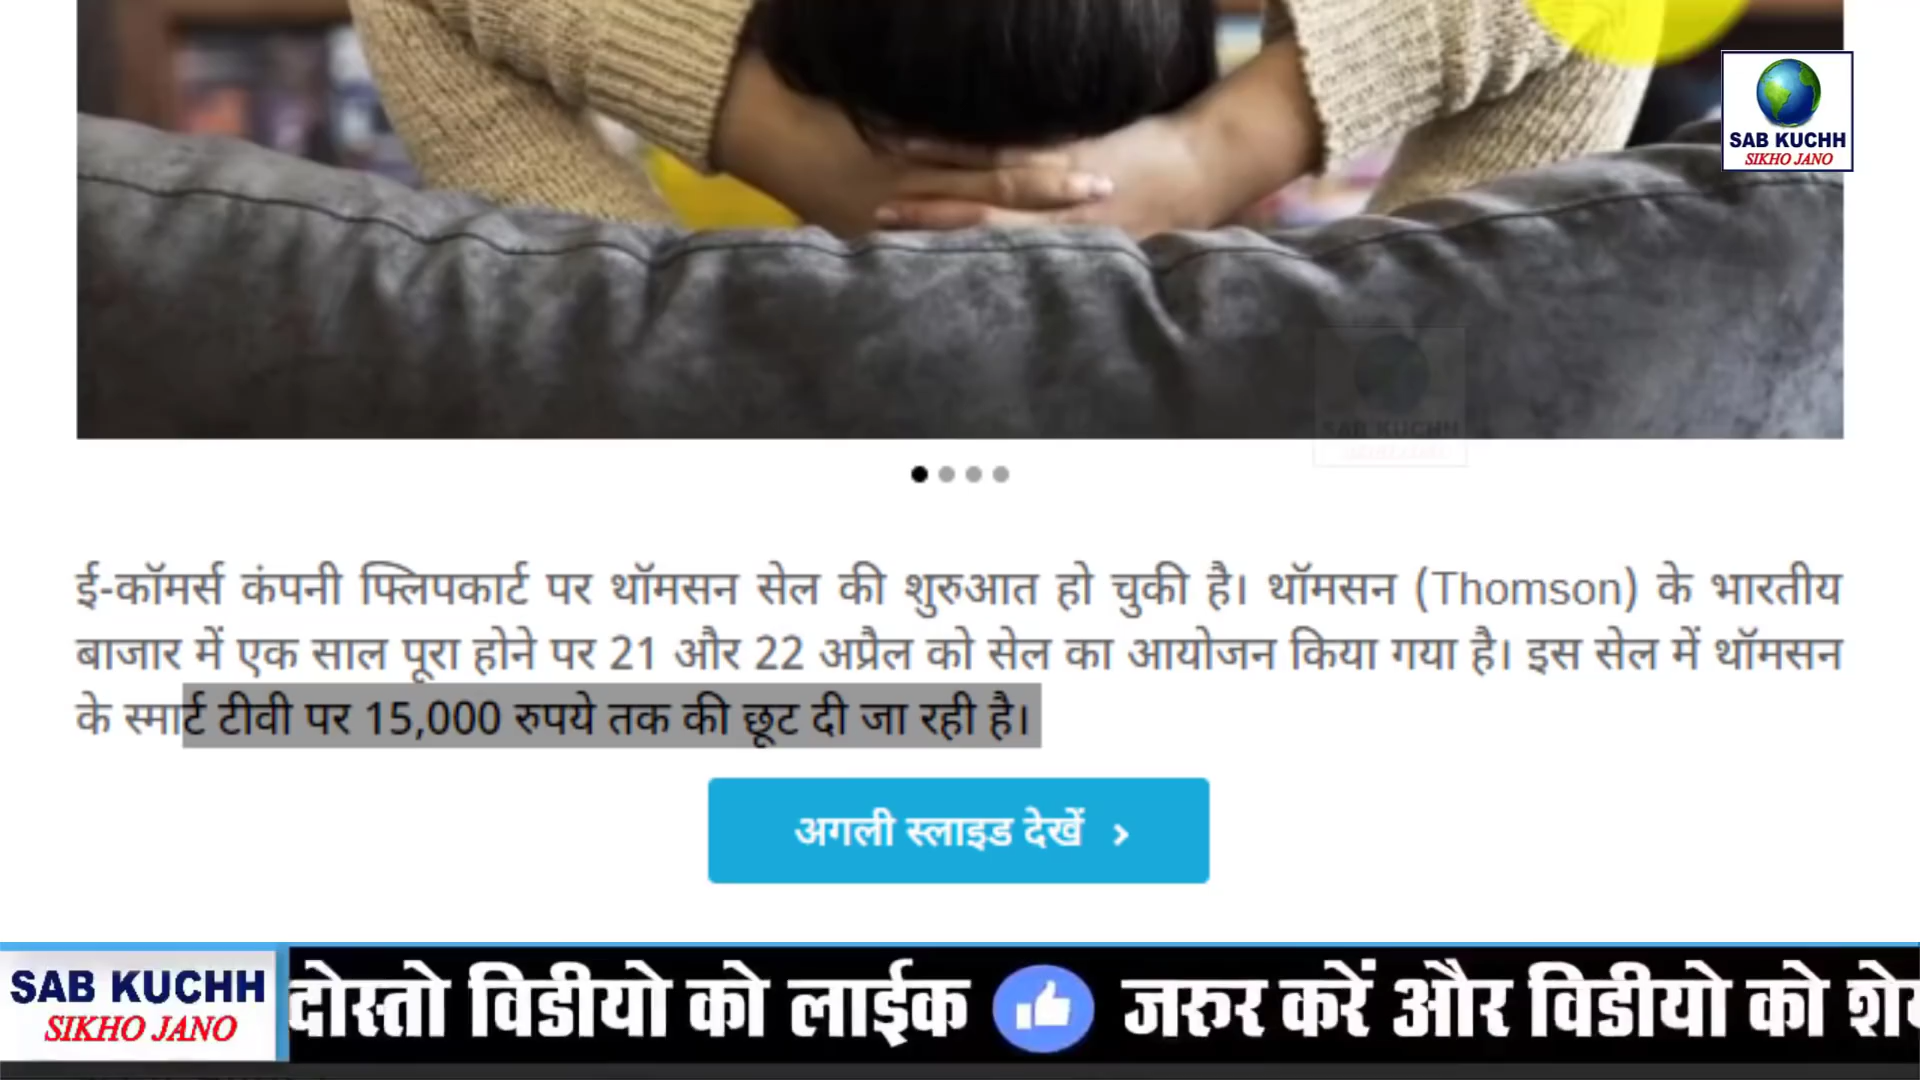 SAB KUCHH
SIKHO JANO
SAB KUCHH
ई-कॉमर्स कंपनी फ्लिपकार्ट पर थॉमसन सेल की शुरुआत हो चुकी है। थॉमसन (Thomson) के भारतीय
बाजार में एक साल पूरा होने पर 21 और 22 अप्रैल को सेल का आयोजन किया गया है। इस सेल में थॉमसन
के स्मार्ट टीवी पर 15,000 रुपये तक की छूट दी जा रही है।
अगली स्लाइड देखें
SAB KUCHH
SIKHO JANO
दोस्तो विडीयो को लाईक जरुर करें और विडीयो को